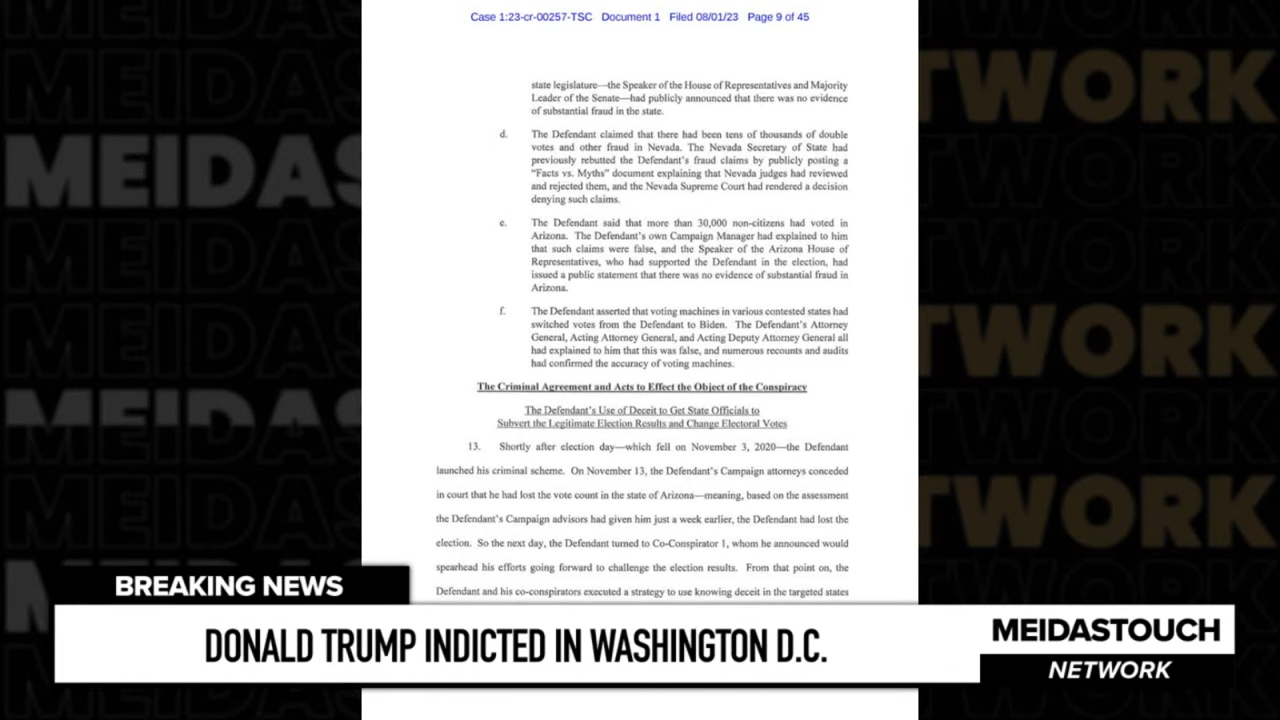 Case 1:23-cr-00257-TSC Document 1 Filed 08/01/23 Page 9 of 45
state legislature—the Speaker of the House of Representatives and Majority
Leader of the Senate—had publicly announced that there was no evidence
of substantial fraud in the state.
d. The Defendant claimed that there had been tens of thousands of double
votes and other fraud in Nevada. The Nevada Secretary of State had
previously rebutted the Defendant's fraud claims by publicly posting a
“Facts vs. Myths” document explaining that Nevada judges had reviewed
and rejected them, and the Nevada Supreme Court had rendered a decision
denying such claims.
e. The Defendant said that more than 30,000 non-citizens had voted in
Arizona. The Defendant's own Campaign Manager had explained to him
that such claims were false, and the Speaker of the Arizona House of
Representatives, who had supported the Defendant in the election, had
issued a public statement that there was no evidence of substantial fraud in
Arizona.
f. The Defendant asserted that voting machines in various contested states had
switched votes from the Defendant to Biden. The Defendant's Attorney
General, Acting Attorney General, and Acting Deputy Attorney General all
had explained to him that this was false, and numerous recounts and audits
had confirmed the accuracy of voting machines.
The Criminal Agreement and Acts to Effect the Object of the Conspiracy
The Defendant's Use of Deceit to Get State Officials to
Subvert the Legitimate Election Results and Change Electoral Votes
13. Shortly after election day—which fell on November 3, 2020—the Defendant
launched his criminal scheme. On November 13, the Defendant's Campaign attorneys conceded
in court that he had lost the vote count in the state of Arizona—meaning, based on the assessment
the Defendant's Campaign advisors had given him just a week earlier, the Defendant had lost the
election. So the next day, the Defendant turned to Co-Conspirator 1, whom he announced would
spearhead his efforts going forward to challenge the election results. From that point on, the
Defendant and his co-conspirators executed a strategy to use knowing deceit in the targeted states
BREAKING NEWS
DONALD TRUMP INDICTED IN WASHINGTON D.C.
MEIDASTOUCH
NETWORK
MEIDAS
MEIDAS
MEIDAS
MEIDAS
MEIDAS
MEIDAS
MEIDAS
TWORK
TWORK
TWORK
TWORK
TWORK
TWORK